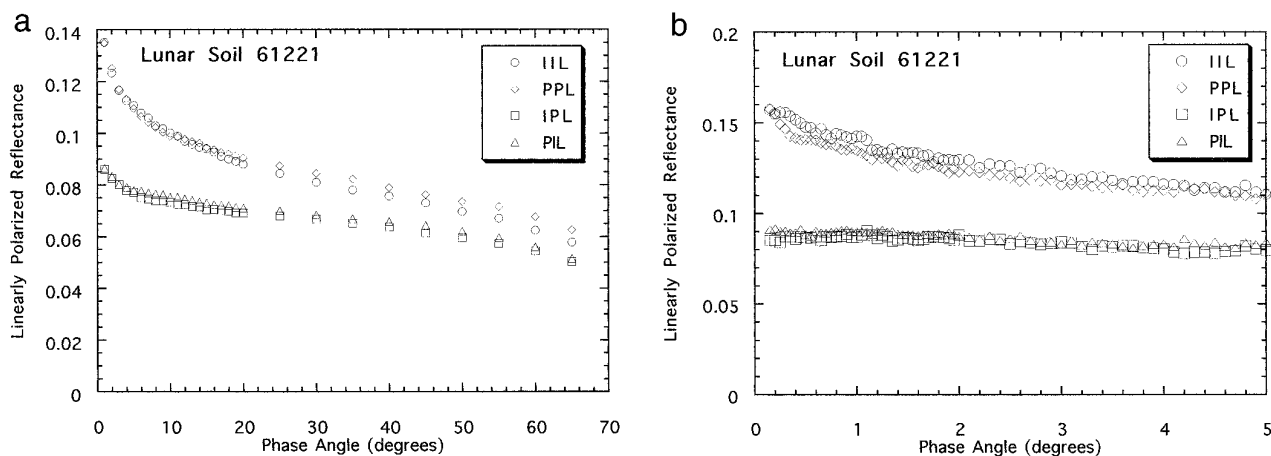 a
Lunar Soil 61221
IIL
PPL
IPL
PIL
0.14
0.12
0.1
0.08
0.06
0.04
0.02
0
Linearly Polarized Reflectance
0 10 20 30 40 50 60 70
Phase Angle (degrees)
b
Lunar Soil 61221
IIL
PPL
IPL
PIL
0.2
0.15
0.1
0.05
0
Linearly Polarized Reflectance
0 1 2 3 4 5
Phase Angle (degrees)